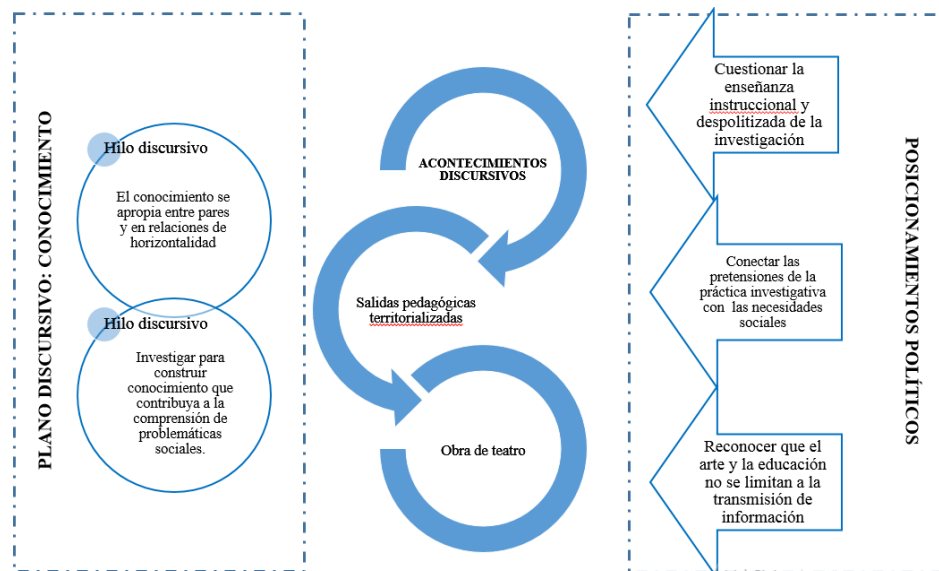 PLANO DISCURSIVO: CONOCIMIENTO
Hilo discursivo
El conocimiento se
apropia entre pares
y en relaciones de
horizontalidad
Hilo discursivo
Investigar para
construir
conocimiento que
contribuya a la
comprensión de
problemáticas
sociales.
ACONTECIMIENTOS
DISCURSIVOS
Salidas pedagógicas
territorializadas
Obra de teatro
Cuestionar la
enseñanza
instruccional y
despolitizada de la
investigación
Conectar las
pretensiones de la
práctica investigativa
con las necesidades
sociales
Reconocer que el
arte y la educación
no se limitan a la
transmisión de
información
POSICIONAMIENTOS POLÍTICOS